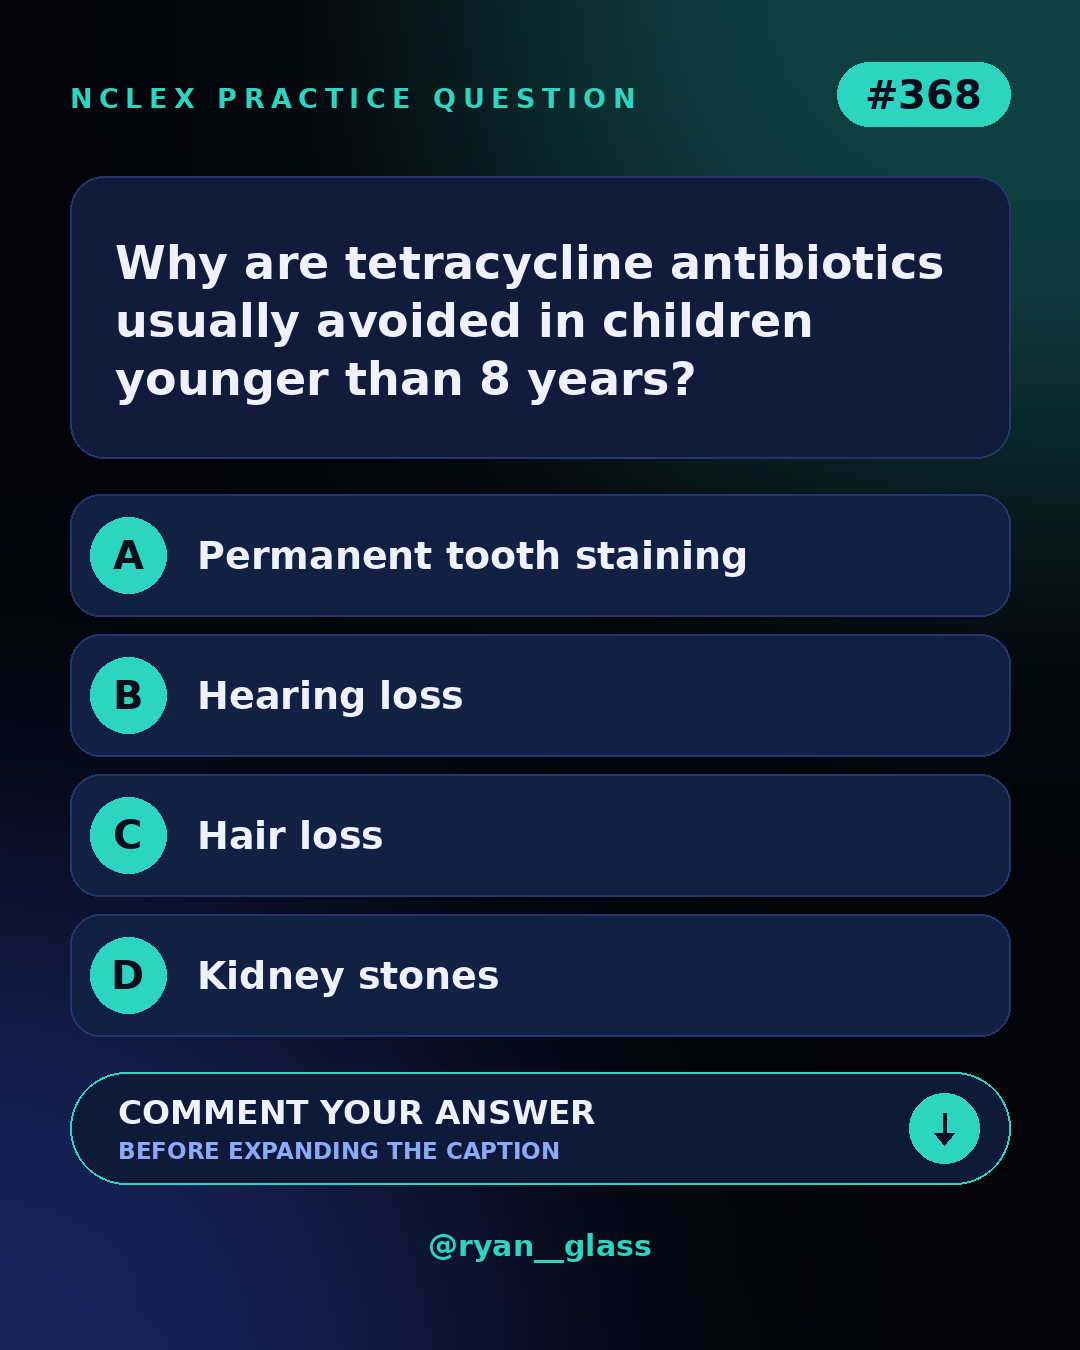 NCLEX PRACTICE QUESTION
#368
Why are tetracycline antibiotics
usually avoided in children
younger than 8 years?
A Permanent tooth staining
B Hearing loss
C Hair loss
D Kidney stones
COMMENT YOUR ANSWER
BEFORE EXPANDING THE CAPTION
@ryan__glass